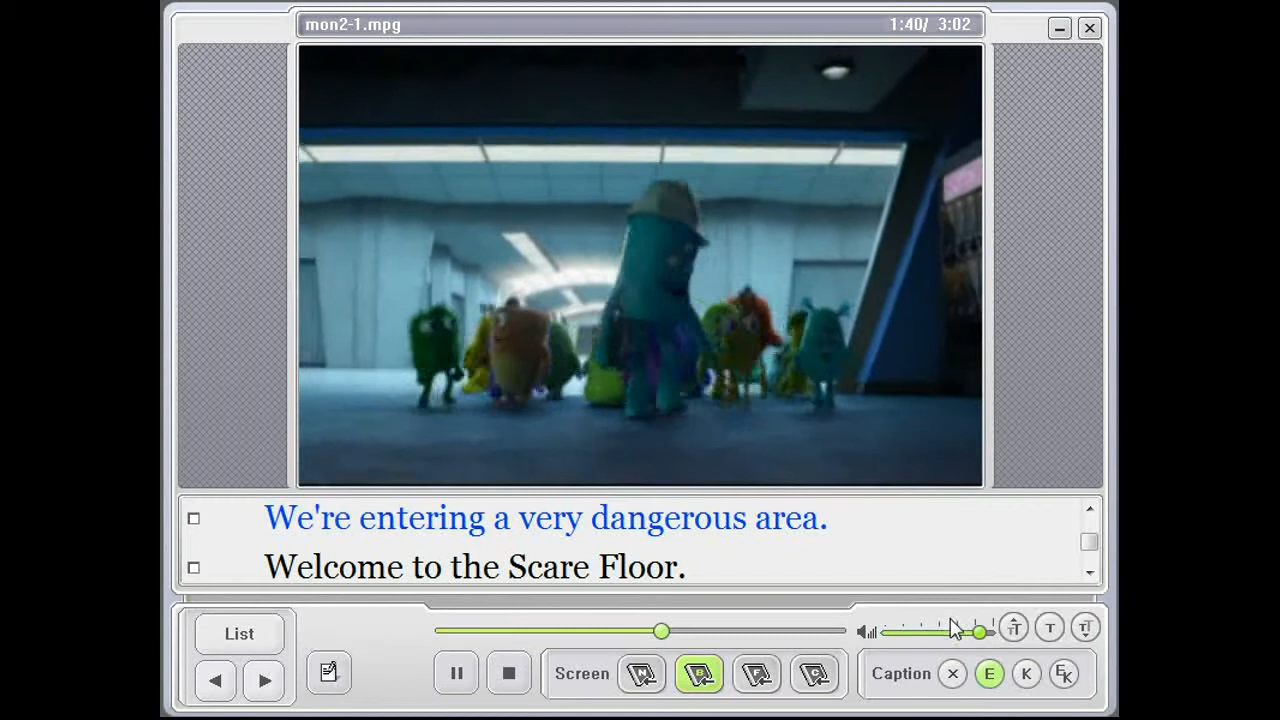 mon2-1.mpg 1:40/ 3:02
We're entering a very dangerous area.
Welcome to the Scare Floor.
List
T T T
Screen N B F C Caption X E K EK